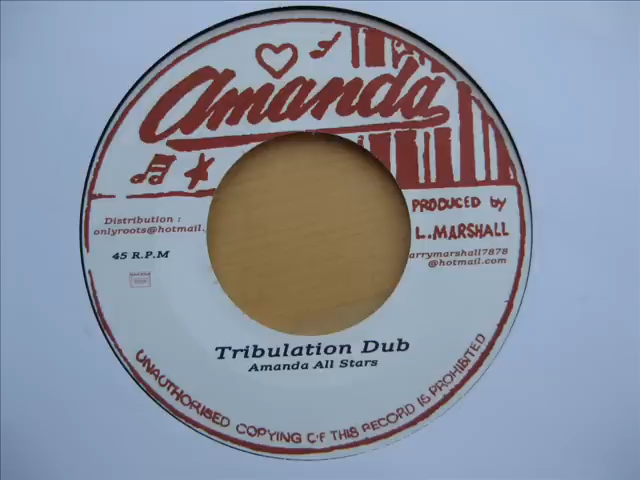 Amanda
PRODUCED by
L. MARSHALL
arrymarshall7878
@hotmail.com
Distribution :
onlyroots@hotmail.
45 R.P.M
Tribulation Dub
Amanda All Stars
UNAUTHORISED COPYING OF THIS RECORD IS PROHIBITED